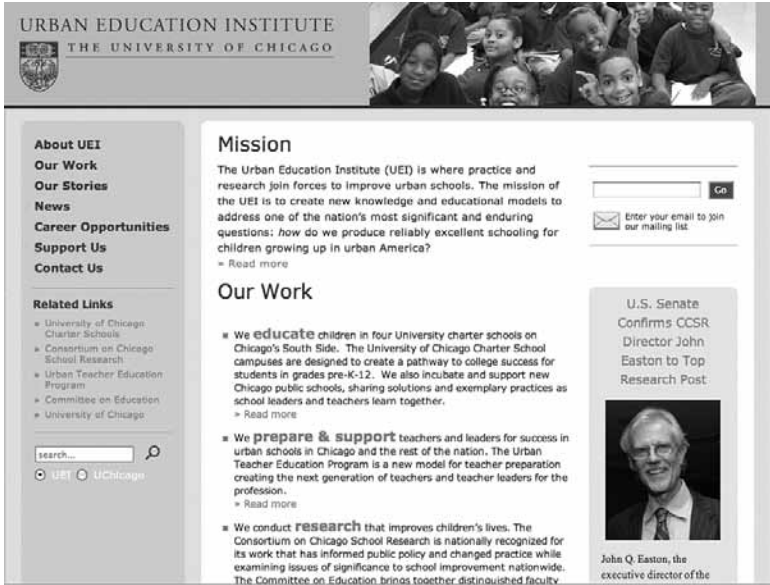 URBAN EDUCATION INSTITUTE
THE UNIVERSITY OF CHICAGO
About UEI
Our Work
Our Stories
News
Career Opportunities
Support Us
Contact Us
Related Links
» University of Chicago
Charter Schools
» Consortium on Chicago
School Research
» Urban Teacher Education
Program
» Committee on Education
» University of Chicago
search...
UEI UChicago
Mission
The Urban Education Institute (UEI) is where practice and
research join forces to improve urban schools. The mission of
the UEI is to create new knowledge and educational models to
address one of the nation's most significant and enduring
questions: how do we produce reliably excellent schooling for
children growing up in urban America?
» Read more
Our Work
We educate children in four University charter schools on
Chicago's South Side. The University of Chicago Charter School
campuses are designed to create a pathway to college success for
students in grades pre-K-12. We also incubate and support new
Chicago public schools, sharing solutions and exemplary practices as
school leaders and teachers learn together.
» Read more
We prepare & support teachers and leaders for success in
urban schools in Chicago and the rest of the nation. The Urban
Teacher Education Program is a new model for teacher preparation
creating the next generation of teachers and teacher leaders for the
profession.
» Read more
We conduct research that improves children's lives. The
Consortium on Chicago School Research is nationally recognized for
its work that has informed public policy and changed practice while
examining issues of significance to school improvement nationwide.
The Committee on Education brings together distinguished faculty
Go
Enter your email to join
our mailing list
U.S. Senate
Confirms CCSR
Director John
Easton to Top
Research Post
John Q. Easton, the
executive director of the